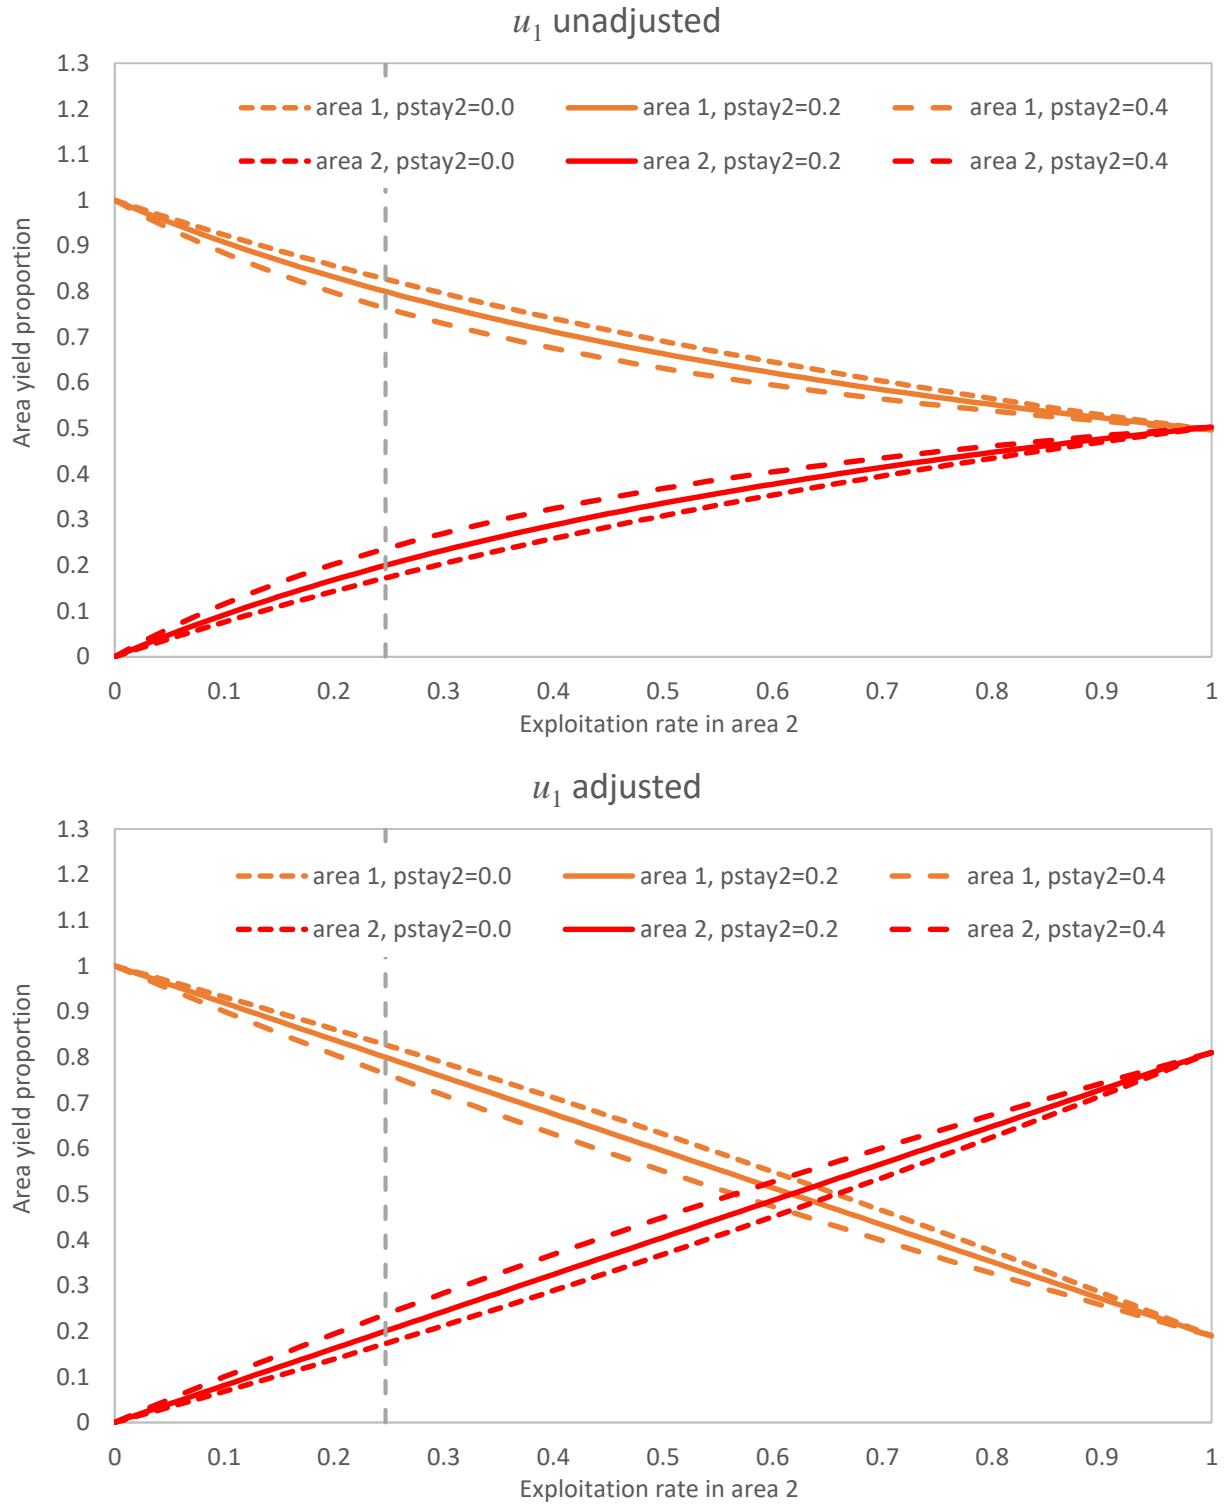 u1 unadjusted
1.3
1.2
area 1, pstay2=0.0 area 1, pstay2=0.2 area 1, pstay2=0.4
1.1
area 2, pstay2=0.0 area 2, pstay2=0.2 area 2, pstay2=0.4
1
0.9
0.8
0.7
0.6
0.5
0.4
0.3
0.2
0.1
0
Area yield proportion
0 0.1 0.2 0.3 0.4 0.5 0.6 0.7 0.8 0.9 1
Exploitation rate in area 2
u1 adjusted
1.3
1.2
area 1, pstay2=0.0 area 1, pstay2=0.2 area 1, pstay2=0.4
1.1
area 2, pstay2=0.0 area 2, pstay2=0.2 area 2, pstay2=0.4
1
0.9
0.8
0.7
0.6
0.5
0.4
0.3
0.2
0.1
0
Area yield proportion
0 0.1 0.2 0.3 0.4 0.5 0.6 0.7 0.8 0.9 1
Exploitation rate in area 2